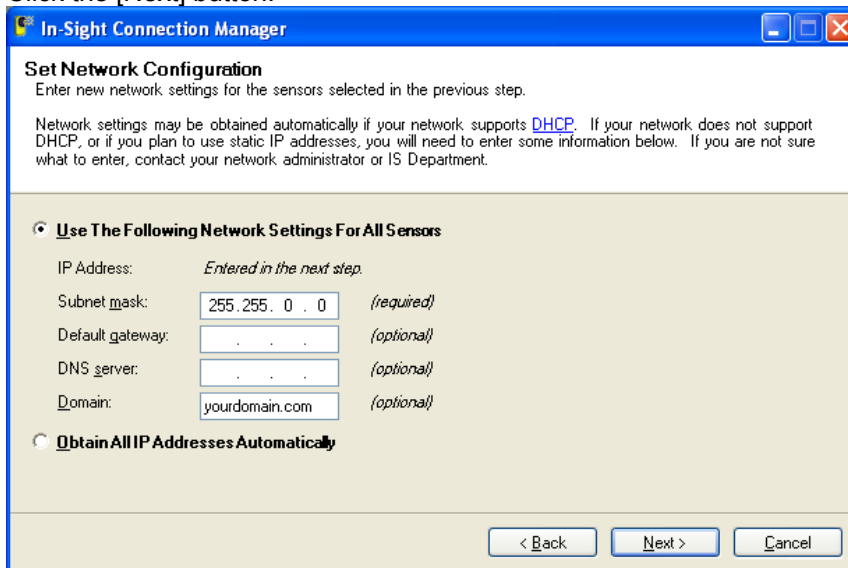 Click the [Next] button.
In-Sight Connection Manager
Set Network Configuration
Enter new network settings for the sensors selected in the previous step.
Network settings may be obtained automatically if your network supports DHCP. If your network does not support
DHCP, or if you plan to use static IP addresses, you will need to enter some information below. If you are not sure
what to enter, contact your network administrator or IS Department.
Use The Following Network Settings For All Sensors
IP Address: Entered in the next step.
Subnet mask: 255.255. 0 . 0 (required)
Default gateway: . . . (optional)
DNS server: . . . (optional)
Domain: yourdomain.com (optional)
Obtain All IP Addresses Automatically
< Back Next > Cancel